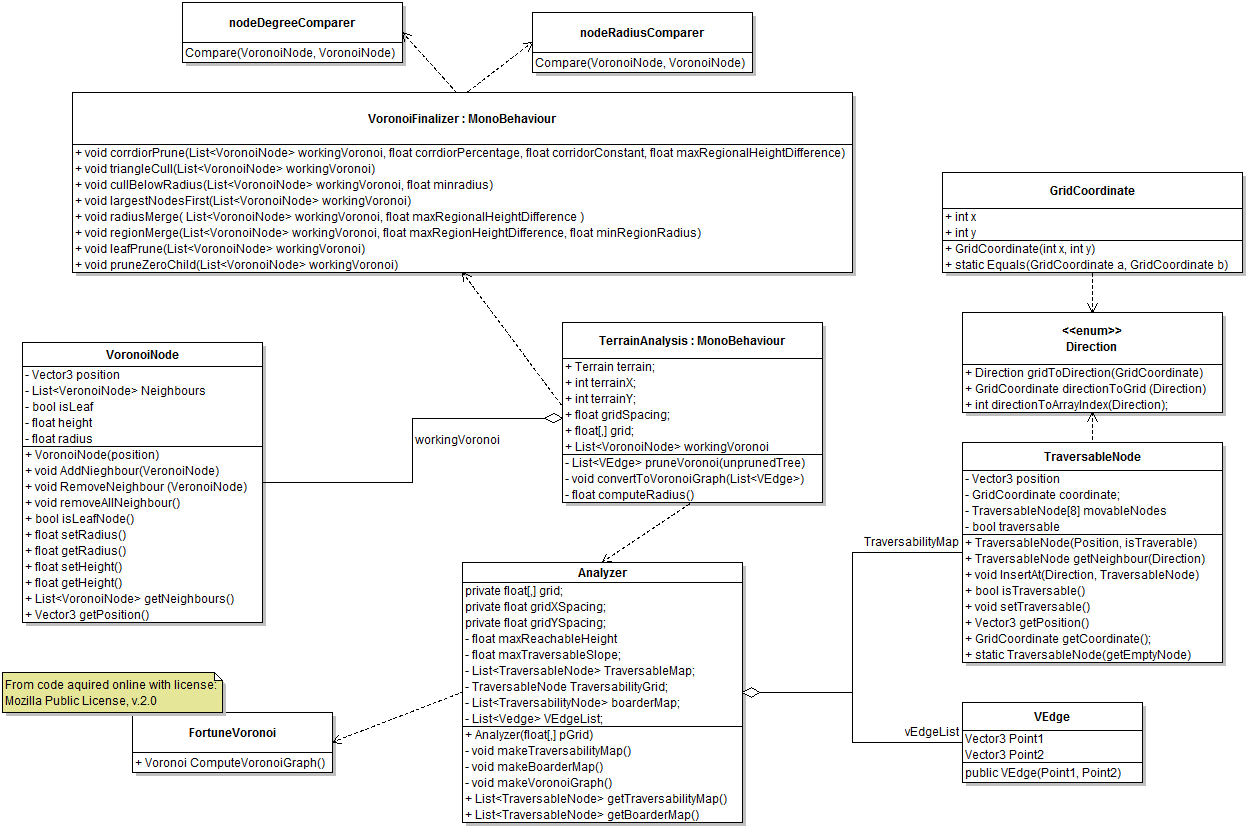 nodeDegreeComparer
Compare(VoronoiNode, VoronoiNode)
nodeRadiusComparer
Compare(VoronoiNode, VoronoiNode)
VoronoiFinalizer : MonoBehaviour
+ void corrdiorPrune(List<VoronoiNode> workingVoronoi, float corrdiorPercentage, float corridorConstant, float maxRegionalHeightDifference)
+ void triangleCull(List<VoronoiNode> workingVoronoi)
+ void cullBelowRadius(List<VoronoiNode> workingVoronoi, float minradius)
+ void largestNodesFirst(List<VoronoiNode> workingVoronoi)
+ void radiusMerge( List<VoronoiNode> workingVoronoi, float maxRegionalHeightDifference )
+ void regionMerge(List<VoronoiNode> workingVoronoi, float maxRegionHeightDifference, float minRegionRadius)
+ void leafPrune(List<VoronoiNode> workingVoronoi)
+ void pruneZeroChild(List<VoronoiNode> workingVoronoi)
GridCoordinate
+ int x
+ int y
+ GridCoordinate(int x, int y)
+ static Equals(GridCoordinate a, GridCoordinate b)
<<enum>>
Direction
+ Direction gridToDirection(GridCoordinate)
+ GridCoordinate directionToGrid (Direction)
+ int directionToArrayIndex(Direction);
VoronoiNode
- Vector3 position
- List<VeronoiNode> Neighbours
- bool isLeaf
- float height
- float radius
+ VoronoiNode(position)
+ void AddNieghbour(VeronoiNode)
+ void RemoveNeighbour (VeronoiNode)
+ void removeAllNeighbour()
+ bool isLeafNode()
+ float setRadius()
+ float getRadius()
+ float setHeight()
+ float getHeight()
+ List<VoronoiNode> getNeighbours()
+ Vector3 getPosition()
workingVoronoi
TerrainAnalysis : MonoBehaviour
+ Terrain terrain;
+ int terrainX;
+ int terrainY;
+ float gridSpacing;
+ float[,] grid;
+ List<VoronoiNode> workingVoronoi
- List<VEdge> pruneVoronoi(unprunedTree)
- void convertToVoronoiGraph(List<VEdge>)
- float computeRadius()
TraversableNode
- Vector3 position
- GridCoordinate coordinate;
- TraversableNode[8] movableNodes
- bool traversable
+ TraversableNode(Position, isTraverable)
+ TraversableNode getNeighbour(Direction)
+ void InsertAt(Direction, TraversableNode)
+ bool isTraversable()
+ void setTraversable()
+ Vector3 getPosition()
+ GridCoordinate getCoordinate();
+ static TraversableNode(getEmptyNode)
TraversabilityMap
Analyzer
private float[,] grid;
private float gridXSpacing;
private float gridYSpacing;
- float maxReachableHeight
- float maxTraversableSlope;
- List<TraversableNode> TraversableMap;
- TraversableNode TraversabilityGrid;
- List<TraversabilityNode> boarderMap;
- List<Vedge> VEdgeList;
+ Analyzer(float[,] pGrid)
- void makeTraversabilityMap()
- void makeBoarderMap()
- void makeVoronoiGraph()
+ List<TraversableNode> getTraversabilityMap()
+ List<TraversableNode> getBoarderMap()
From code aquired online with license:
Mozilla Public License, v.2.0
FortuneVoronoi
+ Voronoi ComputeVoronoiGraph()
vEdgeList
VEdge
Vector3 Point1
Vector3 Point2
public VEdge(Point1, Point2)